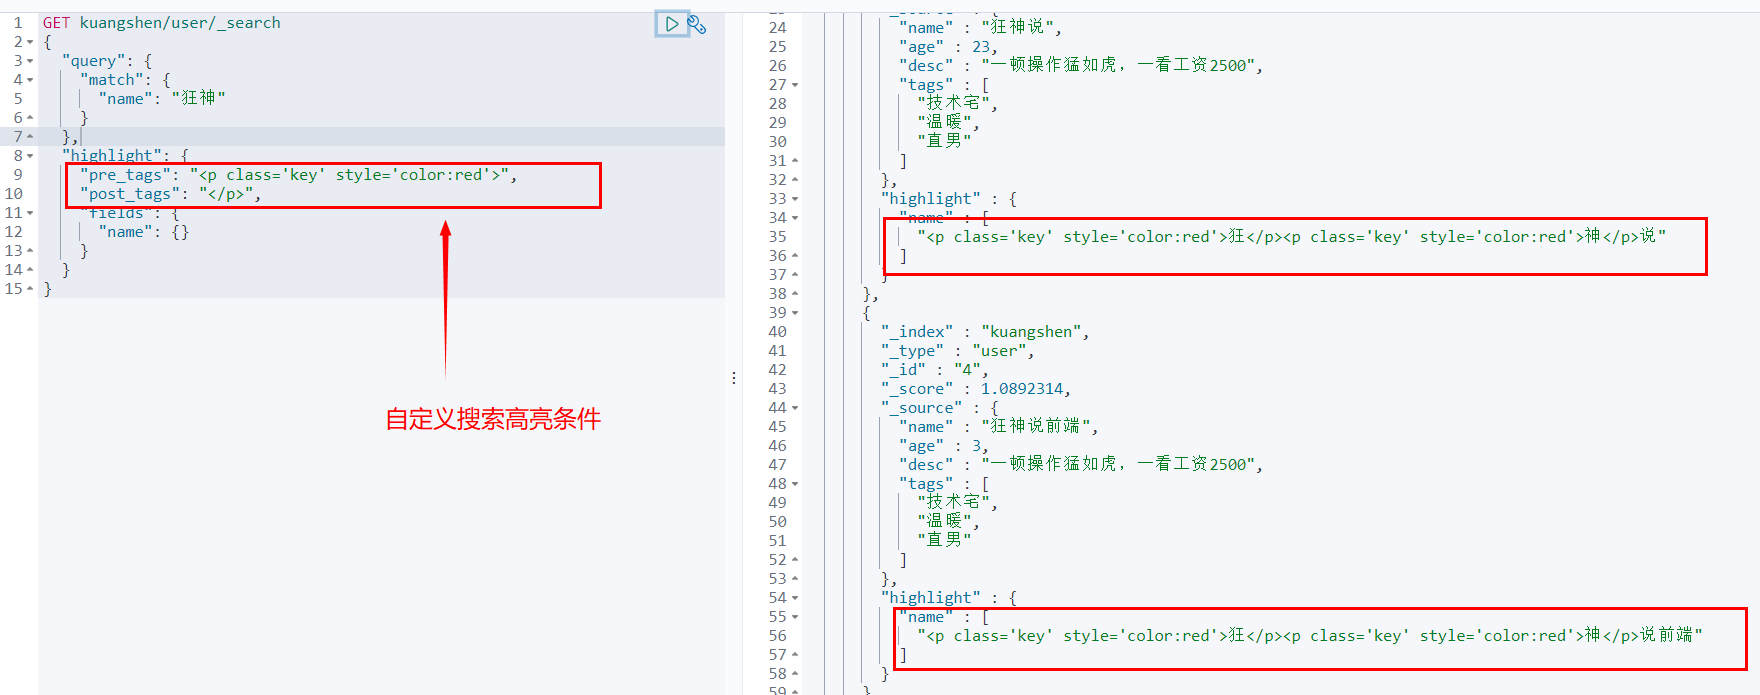 1 GET kuangshen/user/_search
2 {
3 "query": {
4 "match": {
5 "name": "狂神"
6 }
7 },
8 "highlight": {
9 "pre_tags": "<p class='key' style='color:red'>",
10 "post_tags": "</p>",
11 "fields": {
12 "name": {}
13 }
14 }
15 }
自定义搜索高亮条件
23 "_source" : {
24 "name" : "狂神说",
25 "age" : 23,
26 "desc" : "一顿操作猛如虎，一看工资2500",
27 "tags" : [
28 "技术宅",
29 "温暖",
30 "直男"
31 ]
32 },
33 "highlight" : {
34 "name" : [
35 "<p class='key' style='color:red'>狂</p><p class='key' style='color:red'>神</p>说"
36 ]
37 }
38 },
39 {
40 "_index" : "kuangshen",
41 "_type" : "user",
42 "_id" : "4",
43 "_score" : 1.0892314,
44 "_source" : {
45 "name" : "狂神说前端",
46 "age" : 3,
47 "desc" : "一顿操作猛如虎，一看工资2500",
48 "tags" : [
49 "技术宅",
50 "温暖",
51 "直男"
52 ]
53 },
54 "highlight" : {
55 "name" : [
56 "<p class='key' style='color:red'>狂</p><p class='key' style='color:red'>神</p>说前端"
57 ]
58 }
59 }